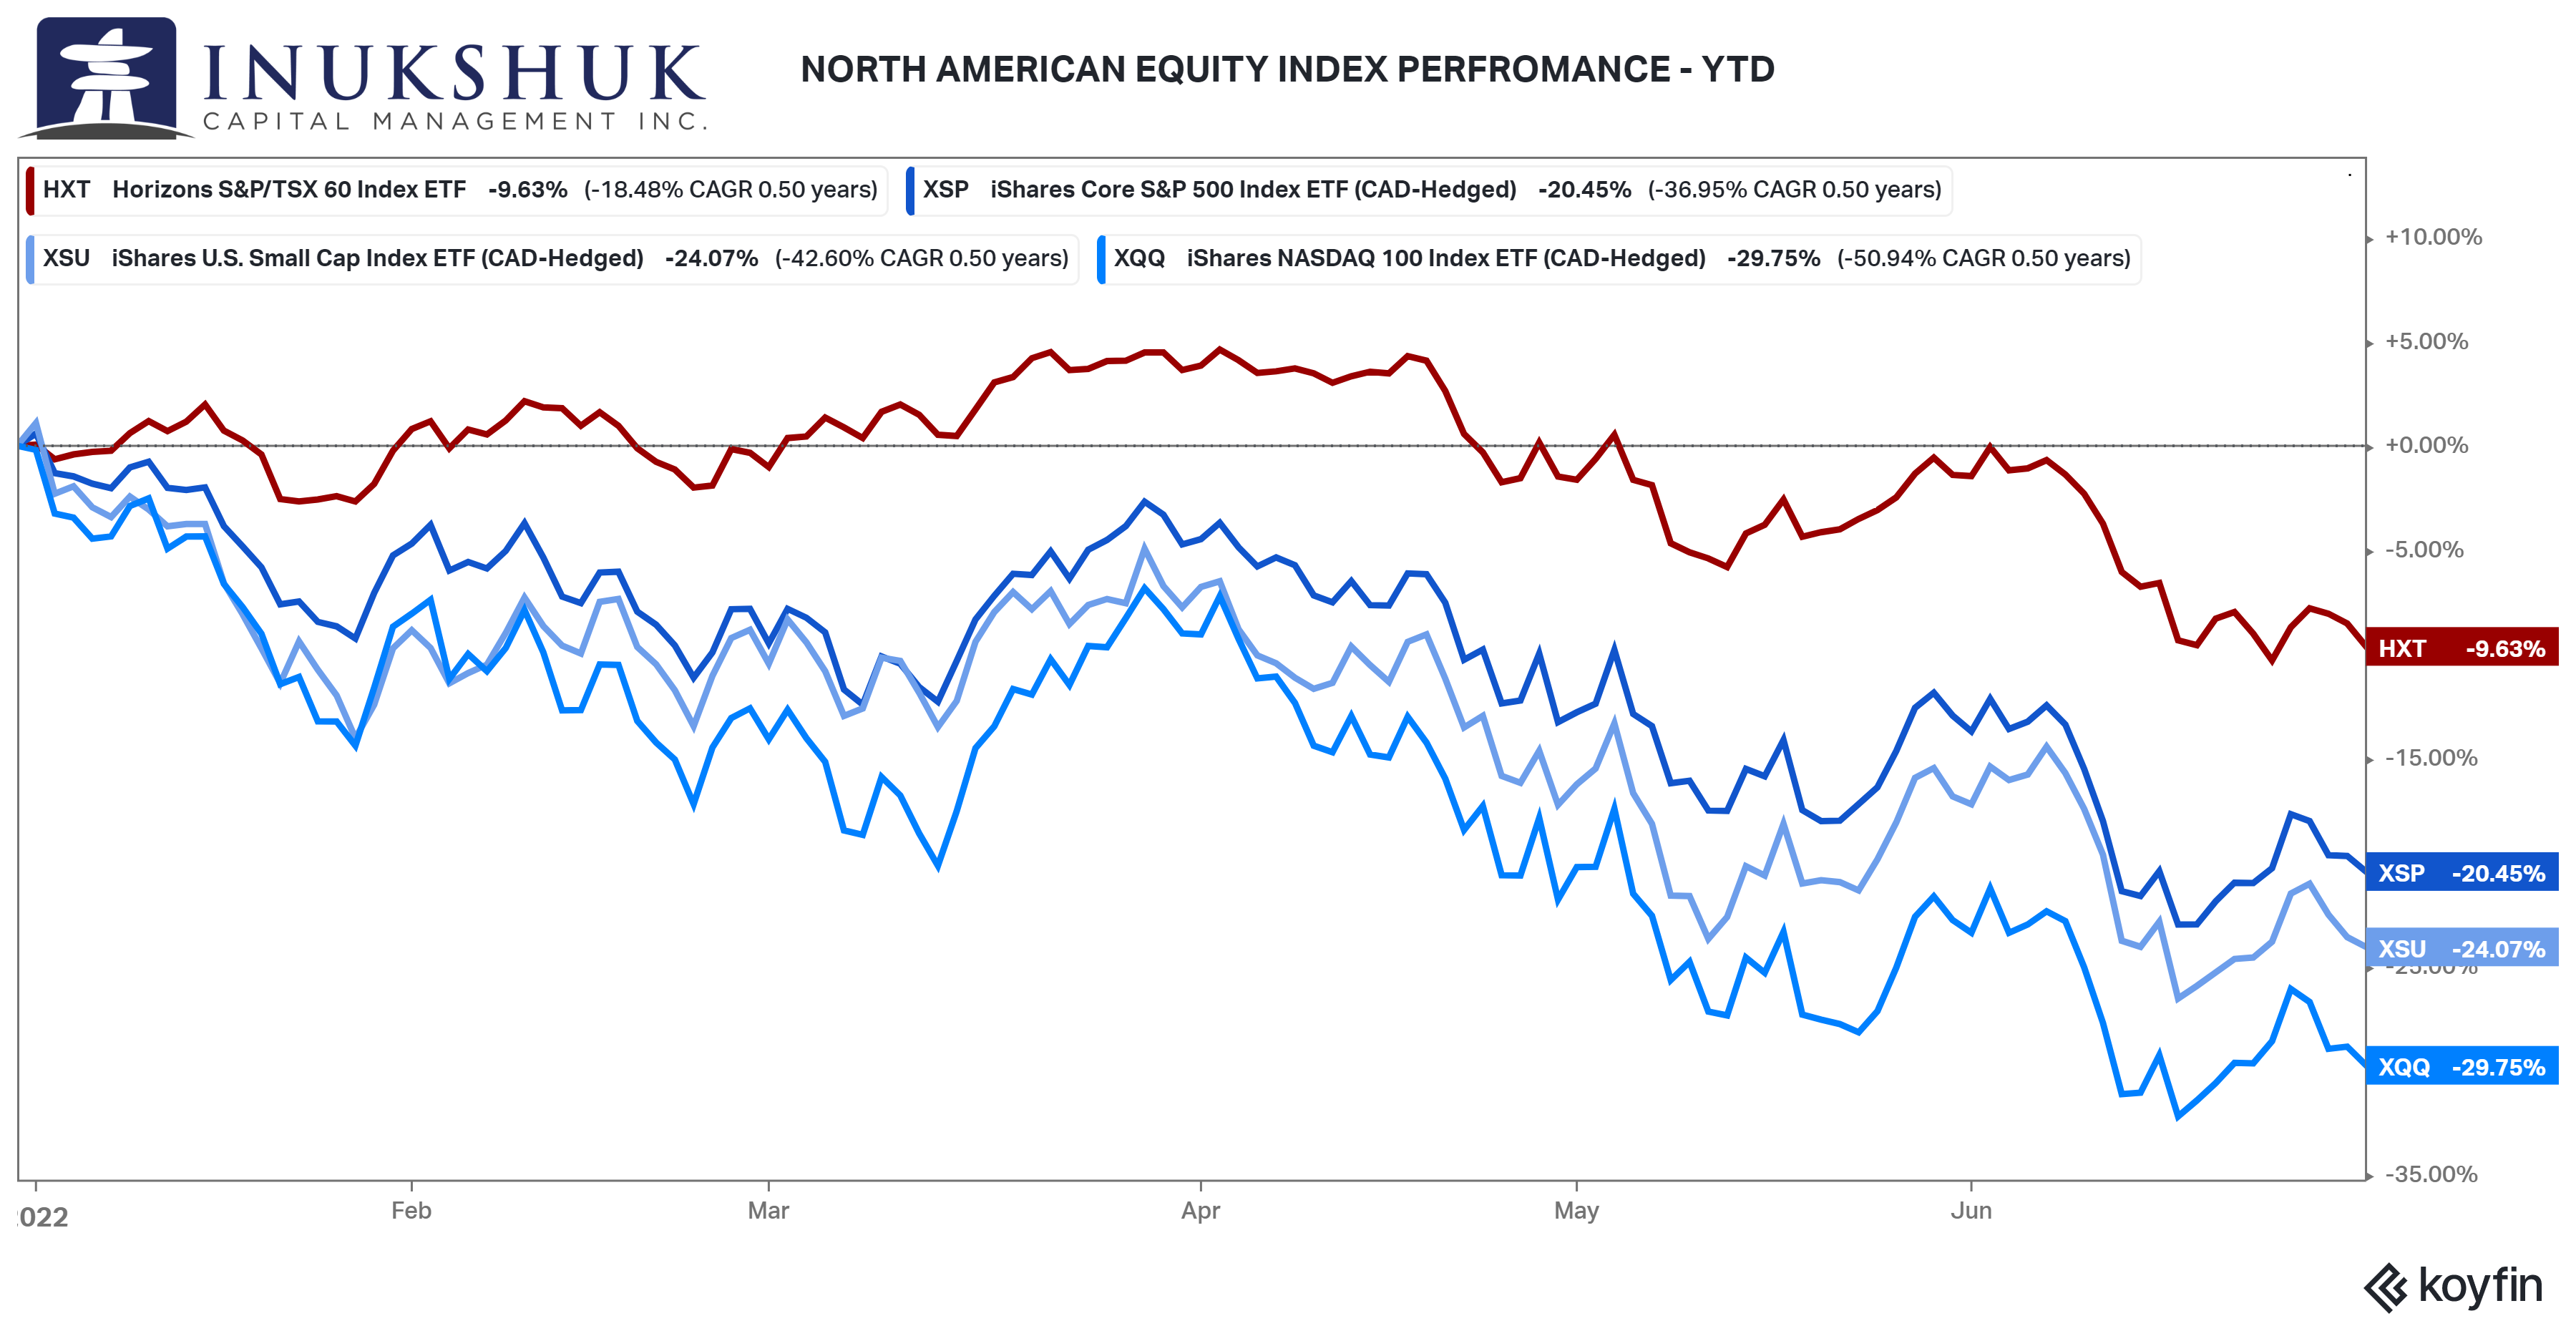 INUKSHUK
CAPITAL MANAGEMENT INC.
NORTH AMERICAN EQUITY INDEX PERFROMANCE - YTD
HXT Horizons S&P/TSX 60 Index ETF -9.63% (-18.48% CAGR 0.50 years)
XSP iShares Core S&P 500 Index ETF (CAD-Hedged) -20.45% (-36.95% CAGR 0.50 years)
XSU iShares U.S. Small Cap Index ETF (CAD-Hedged) -24.07% (-42.60% CAGR 0.50 years)
XQQ iShares NASDAQ 100 Index ETF (CAD-Hedged) -29.75% (-50.94% CAGR 0.50 years)
+10.00%
+5.00%
+0.00%
-5.00%
HXT -9.63%
-15.00%
XSP -20.45%
XSU -24.07%
-25.00%
XQQ -29.75%
-35.00%
2022 Feb Mar Apr May Jun
koyfin